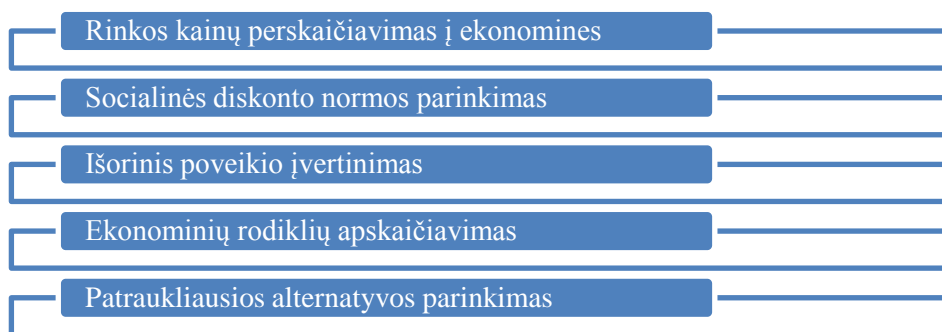 Rinkos kainų perskaičiavimas į ekonomines
Socialinės diskonto normos parinkimas
Išorinis poveikio įvertinimas
Ekonominių rodiklių apskaičiavimas
Patraukliausios alternatyvos parinkimas